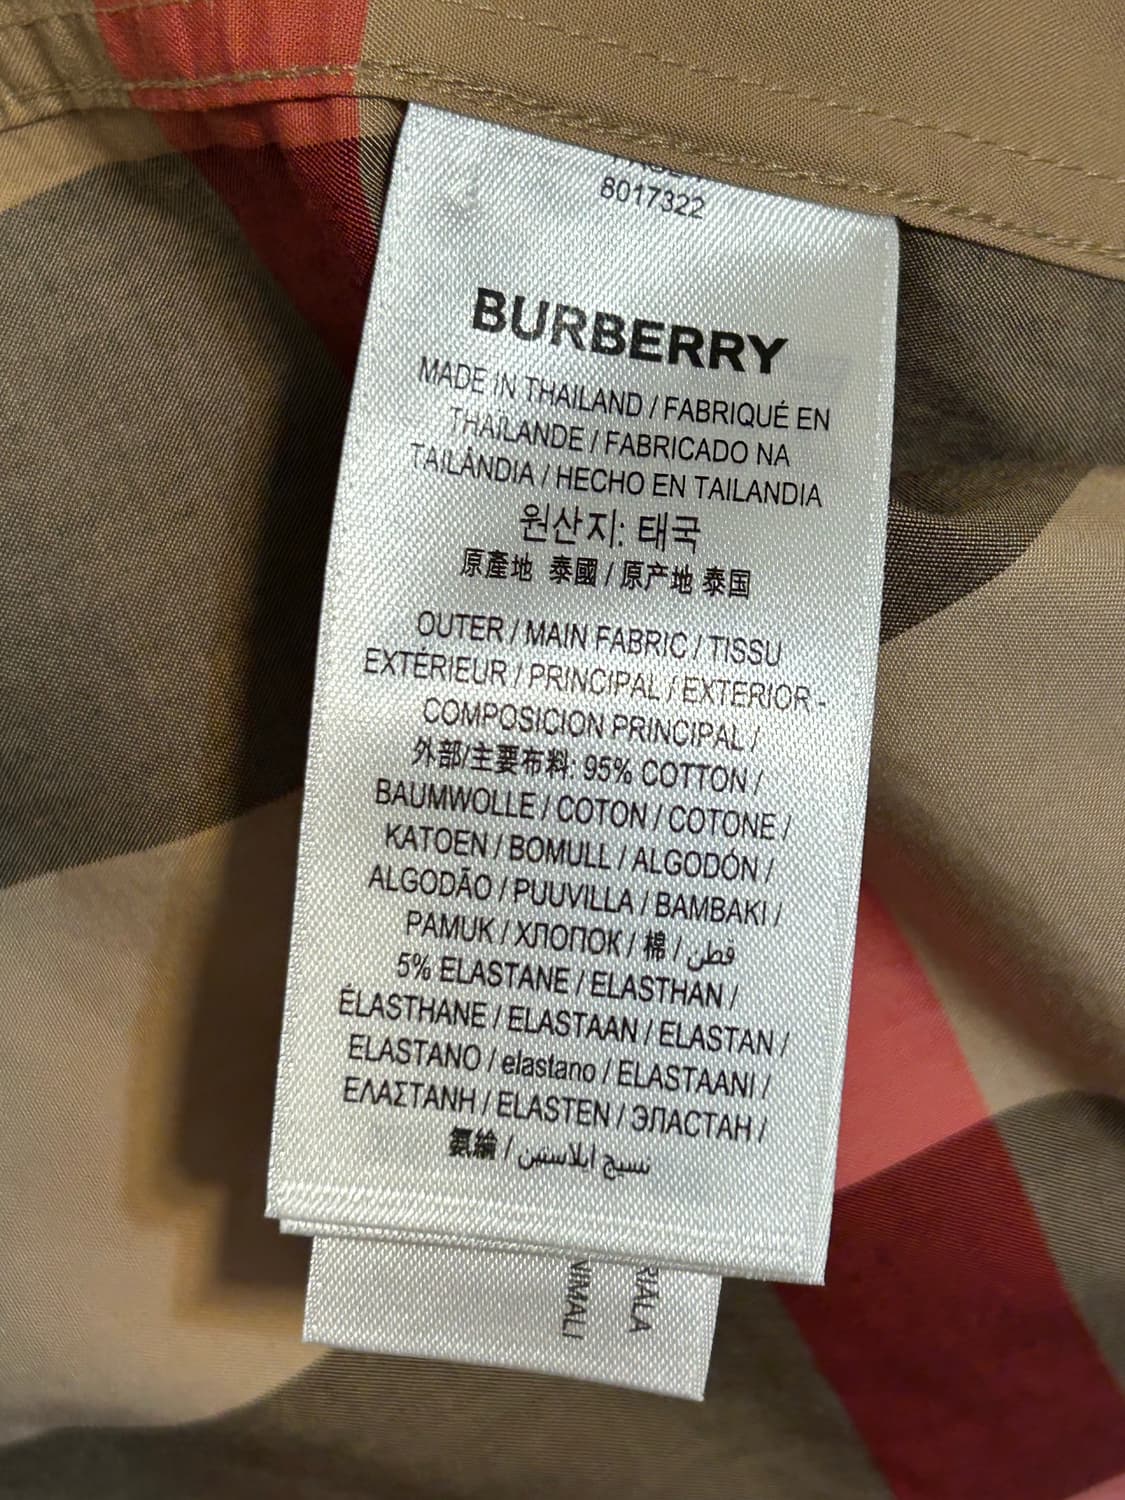 8017322
BURBERRY
MADE IN THAILAND / FABRIQUÉ EN
THAÏLANDE / FABRICADO NA
TAILÂNDIA / HECHO EN TAILANDIA
원산지: 태국
原產地 泰國 / 原产地 泰国
OUTER / MAIN FABRIC / TISSU
EXTÉRIEUR / PRINCIPAL / EXTERIOR -
COMPOSICION PRINCIPAL /
外部/主要布料: 95% COTTON /
BAUMWOLLE / COTON / COTONE /
KATOEN / BOMULL / ALGODÓN /
ALGODÃO / PUUVILLA / BAMBAKI /
PAMUK / ХЛОПОК / 棉 / قطن
5% ELASTANE / ELASTHAN /
ÉLASTHANE / ELASTAAN / ELASTAN /
ELASTANO / elastano / ELASTAANI /
ΕΛΑΣΤΑΝΗ / ELASTEN / ЭЛАСТАН /
氨綸 / نسيج ايلاستين
RIALA
NIMALI